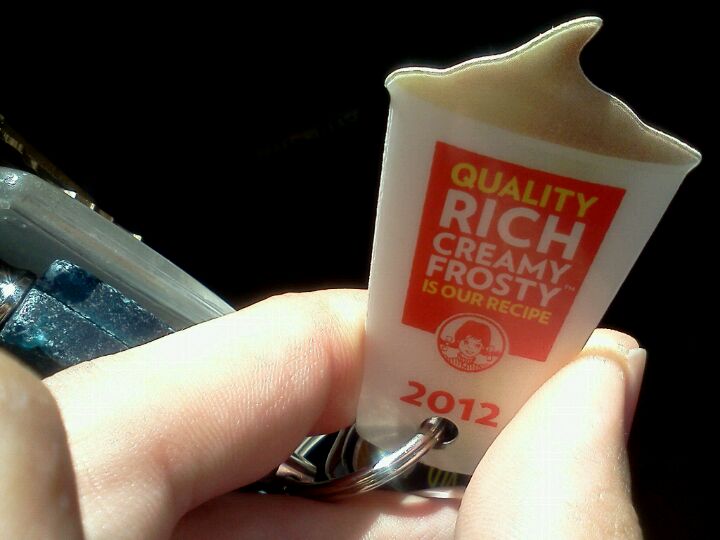 QUALITY
RICH
CREAMY
FROSTY™
IS OUR RECIPE
2012